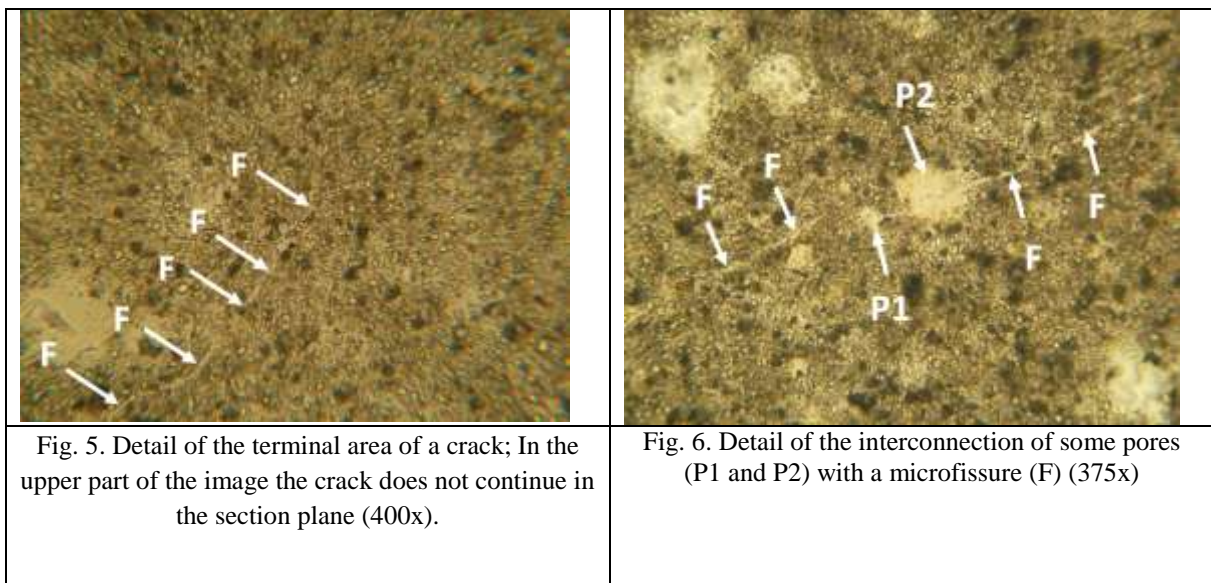 F
F
F
F
F
Fig. 5. Detail of the terminal area of a crack; In the
upper part of the image the crack does not continue in
the section plane (400x).
P2
F
F
F
F
P1
Fig. 6. Detail of the interconnection of some pores
(P1 and P2) with a microfissure (F) (375x)